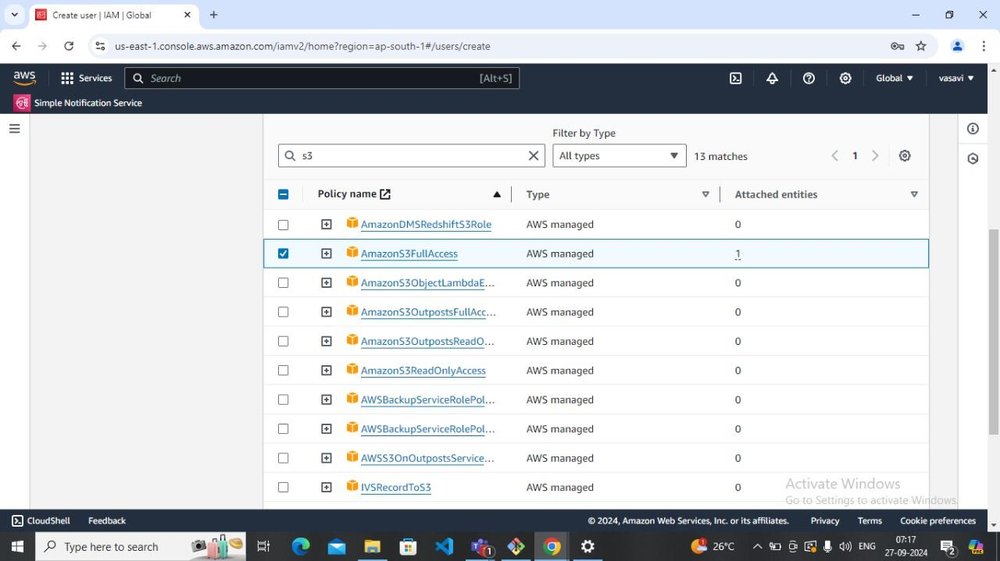 Create user | IAM | Global
us-east-1.console.aws.amazon.com/iamv2/home?region=ap-south-1#/users/create
aws Services Search [Alt+S] Global vasavi
Simple Notification Service
Filter by Type
s3 All types 13 matches 1
Policy name Type Attached entities
AmazonDMSRedshiftS3Role AWS managed 0
AmazonS3FullAccess AWS managed 1
AmazonS3ObjectLambdaE... AWS managed 0
AmazonS3OutpostsFullAcc... AWS managed 0
AmazonS3OutpostsReadO... AWS managed 0
AmazonS3ReadOnlyAccess AWS managed 0
AWSBackupServiceRolePol... AWS managed 0
AWSBackupServiceRolePol... AWS managed 0
AWSS3OnOutpostsService... AWS managed 0
IVSRecordToS3 AWS managed 0
Activate Windows
Go to Settings to activate Windows.
CloudShell Feedback © 2024, Amazon Web Services, Inc. or its affiliates. Privacy Terms Cookie preferences
Type here to search 1 1 26°C ENG 07:17 2
27-09-2024